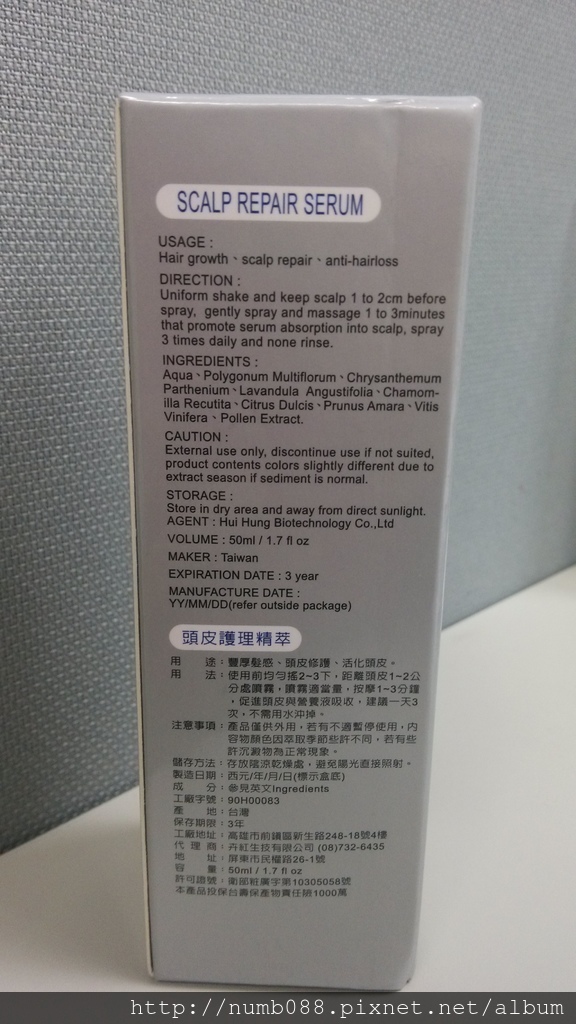 SCALP REPAIR SERUM
USAGE :
Hair growth、scalp repair、anti-hairloss
DIRECTION :
Uniform shake and keep scalp 1 to 2cm before
spray, gently spray and massage 1 to 3minutes
that promote serum absorption into scalp, spray
3 times daily and none rinse.
INGREDIENTS :
Aqua、Polygonum Multiflorum、Chrysanthemum
Parthenium、Lavandula Angustifolia、Chamom-
illa Recutita、Citrus Dulcis、Prunus Amara、Vitis
Vinifera、Pollen Extract.
CAUTION :
External use only, discontinue use if not suited,
product contents colors slightly different due to
extract season if sediment is normal.
STORAGE :
Store in dry area and away from direct sunlight.
AGENT : Hui Hung Biotechnology Co.,Ltd
VOLUME : 50ml / 1.7 fl oz
MAKER : Taiwan
EXPIRATION DATE : 3 year
MANUFACTURE DATE :
YY/MM/DD(refer outside package)
頭皮護理精萃
用 途：豐厚髮感、頭皮修護、活化頭皮。
用 法：使用前均勻搖2~3下，距離頭皮1~2公
分處噴霧，噴霧適當量，按摩1~3分鐘
，促進頭皮與營養液吸收，建議一天3
次，不需用水沖掉。
注意事項：產品僅供外用，若有不適暫停使用，內
容物顏色因萃取季節些許不同，若有些
許沉澱物為正常現象。
儲存方法：存放陰涼乾燥處，避免陽光直接照射。
製造日期：西元/年/月/日(標示盒底)
成 分：參見英文Ingredients
工廠字號：90H00083
產 地：台灣
保存期限：3年
工廠地址：高雄市前鎮區新生路248-18號4樓
代 理 商：卉紅生技有限公司 (08)732-6435
地 址：屏東市民權路26-1號
容 量：50ml / 1.7 fl oz
許可證號：衛部粧廣字第10305058號
本產品投保台壽保產物責任險1000萬
http://numb088.pixnet.net/album